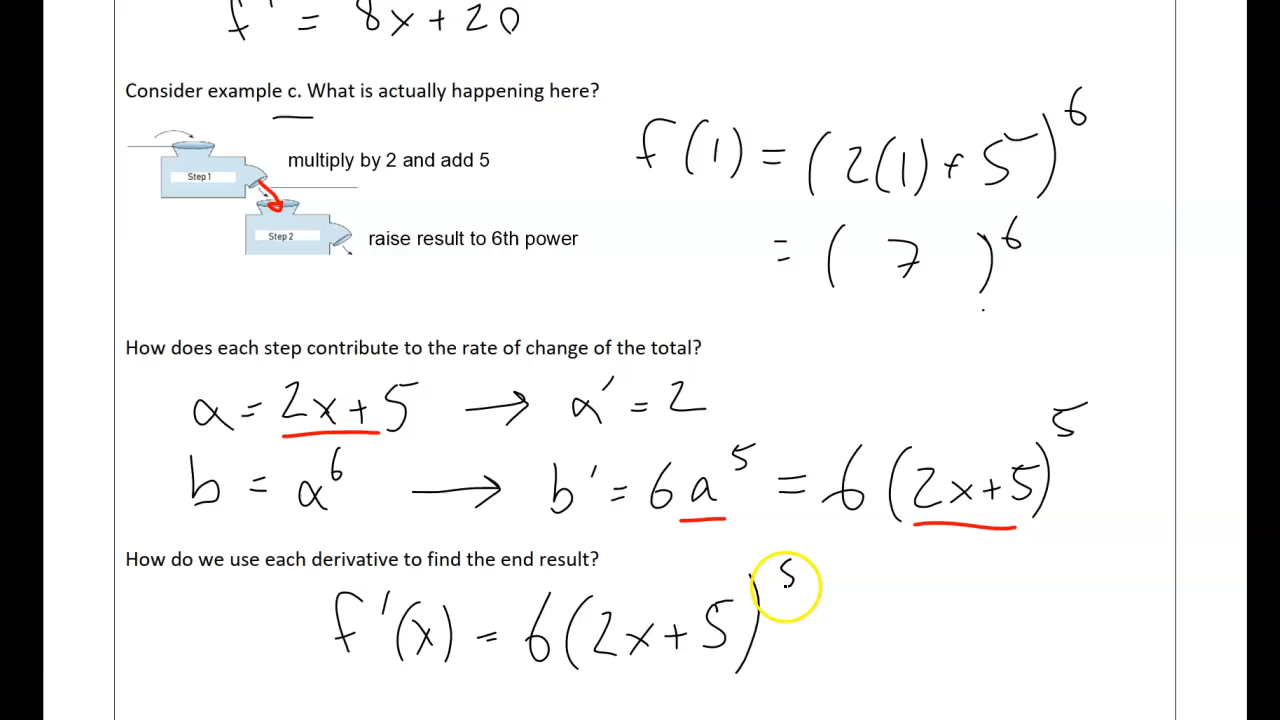 f' = 8x + 20
Consider example c. What is actually happening here?
multiply by 2 and add 5
Step 1
Step 2
raise result to 6th power
f(1) = (2(1) + 5)^6
= ( 7 )^6
How does each step contribute to the rate of change of the total?
a = 2x + 5 → a' = 2
b = a^6 → b' = 6a^5 = 6(2x+5)^5
How do we use each derivative to find the end result?
f'(x) = 6(2x+5)^5